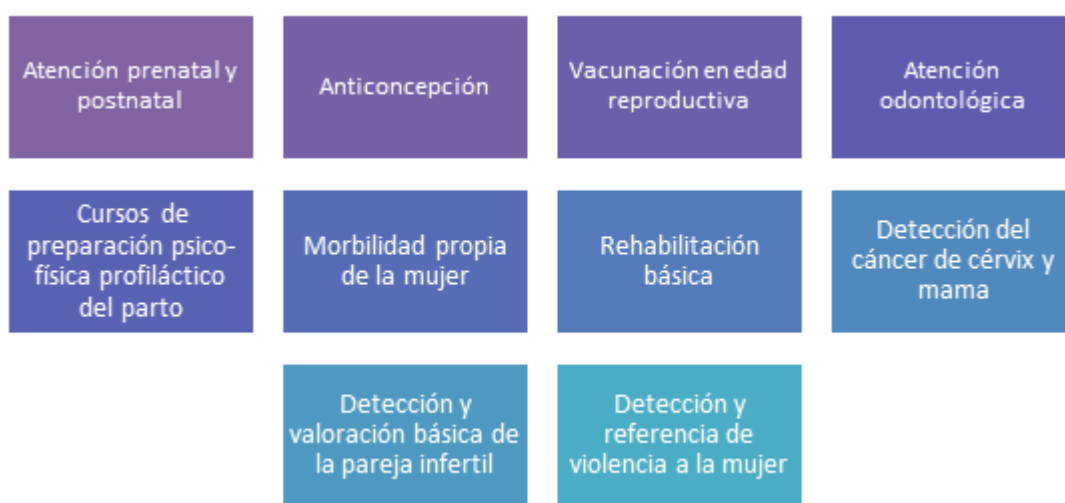 Atención prenatal y
postnatal
Anticoncepción
Vacunación en edad
reproductiva
Atención
odontológica
Cursos de
preparación psico-
física profiláctico
del parto
Morbilidad propia
de la mujer
Rehabilitación
básica
Detección del
cáncer de cérvix y
mama
Detección y
valoración básica de
la pareja infertil
Detección y
referencia de
violencia a la mujer